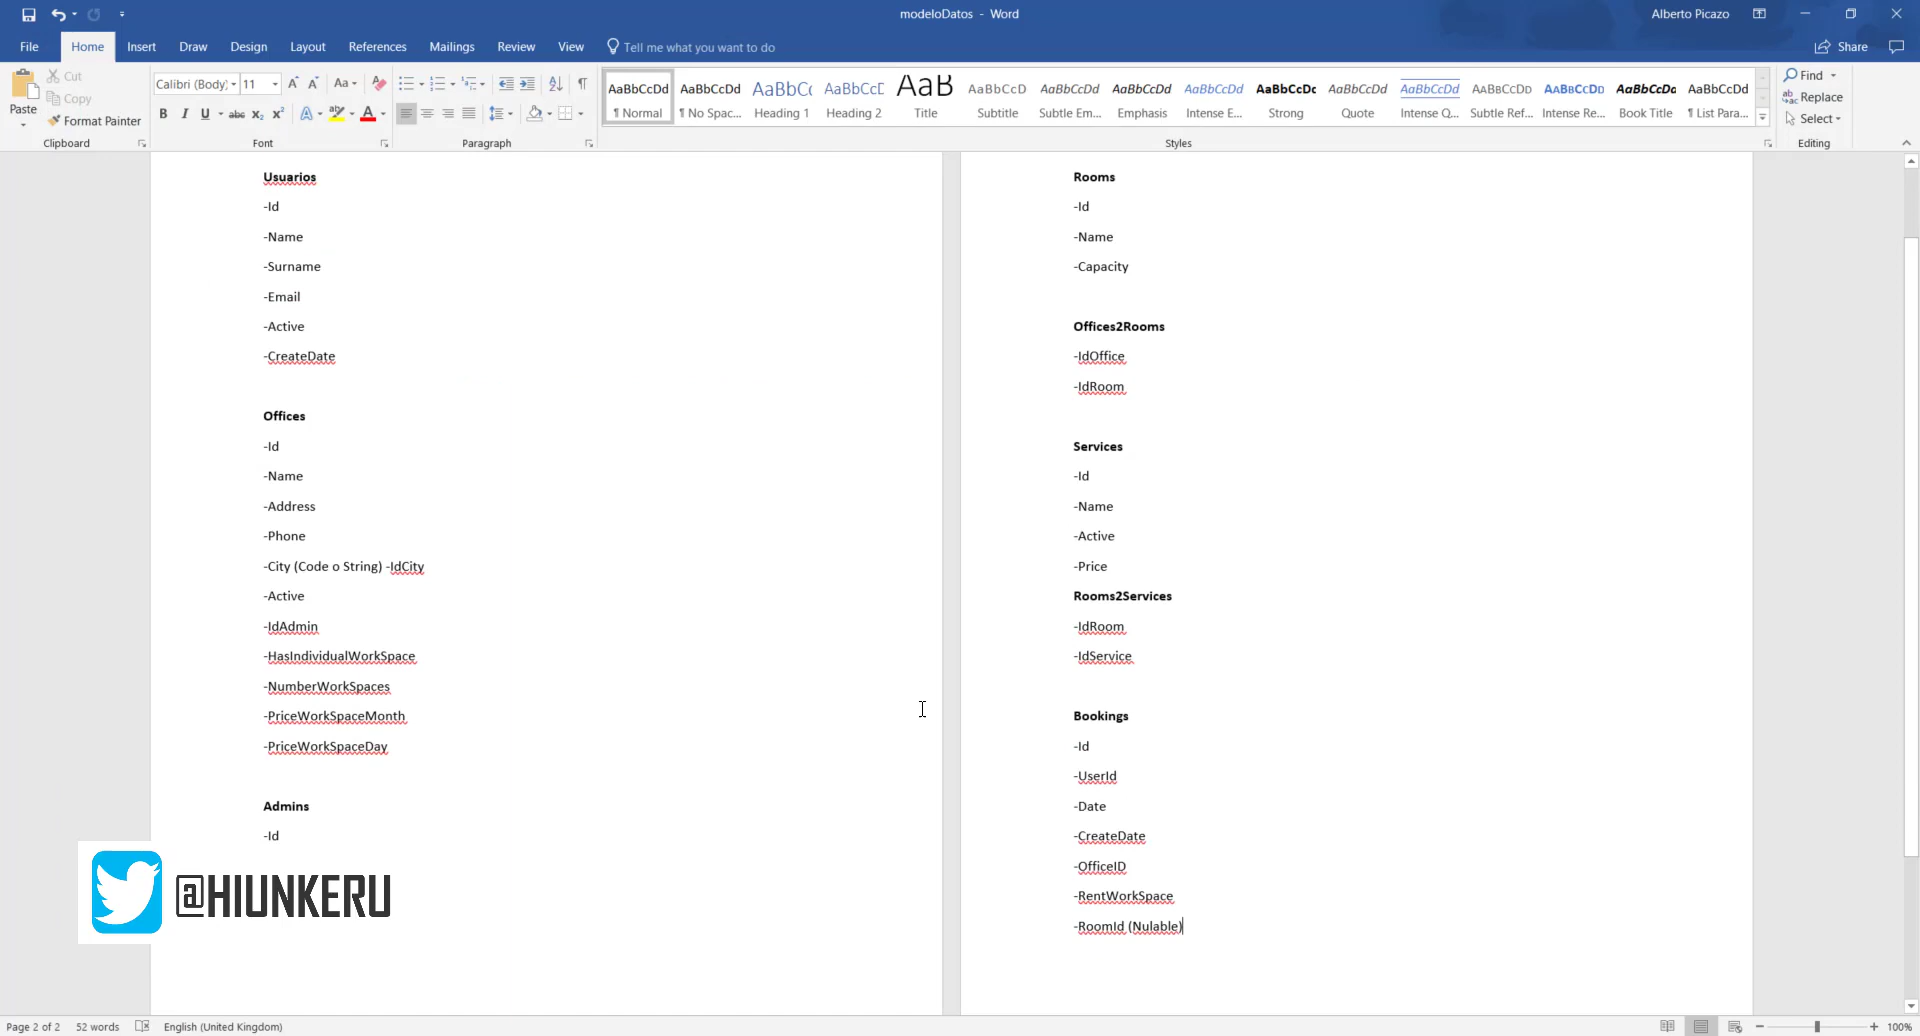 modeloDatos - Word
Alberto Picazo
File Home Insert Draw Design Layout References Mailings Review View Tell me what you want to do
Share
Paste
Cut
Copy
Format Painter
Clipboard
Calibri (Body) 11
Font
Paragraph
AaBbCcDd
¶ Normal
AaBbCcDd
¶ No Spac...
AaBbCc
Heading 1
AaBbCcD
Heading 2
AaB
Title
AaBbCcD
Subtitle
AaBbCcDd
Subtle Em...
AaBbCcDd
Emphasis
AaBbCcDd
Intense E...
AaBbCcDc
Strong
AaBbCcDd
Quote
AaBbCcDd
Intense Q...
AaBbCcDd
Subtle Ref...
AaBbCcDd
Intense Re...
AaBbCcDd
Book Title
AaBbCcDd
¶ List Para...
Styles
Find
Replace
Select
Editing
Usuarios
-Id
-Name
-Surname
-Email
-Active
-CreateDate
Offices
-Id
-Name
-Address
-Phone
-City (Code o String) -IdCity
-Active
-IdAdmin
-HasIndividualWorkSpace
-NumberWorkSpaces
-PriceWorkSpaceMonth
-PriceWorkSpaceDay
Admins
-Id
@HIUNKERU
Rooms
-Id
-Name
-Capacity
Offices2Rooms
-IdOffice
-IdRoom
Services
-Id
-Name
-Active
-Price
Rooms2Services
-IdRoom
-IdService
Bookings
-Id
-UserId
-Date
-CreateDate
-OfficeID
-RentWorkSpace
-RoomId (Nulable)
Page 2 of 2 52 words English (United Kingdom)
100%